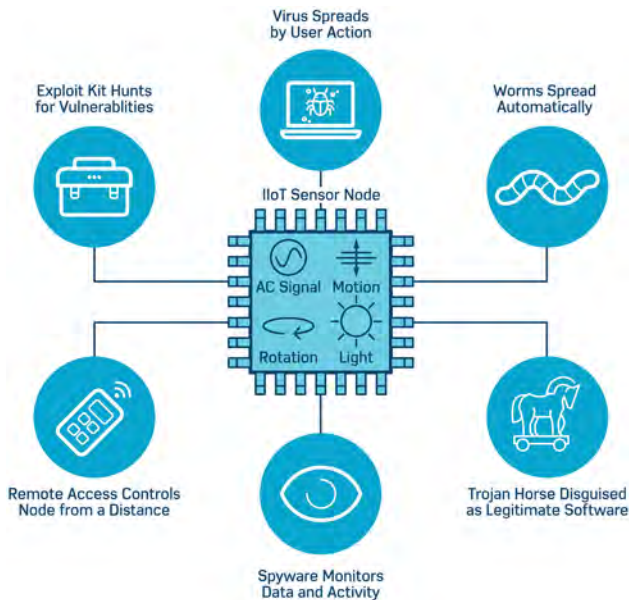 Virus Spreads
by User Action
Exploit Kit Hunts
for Vulnerablities
Worms Spread
Automatically
IIoT Sensor Node
AC Signal
Motion
Rotation
Light
Remote Access Controls
Node from a Distance
Trojan Horse Disguised
as Legitimate Software
Spyware Monitors
Data and Activity